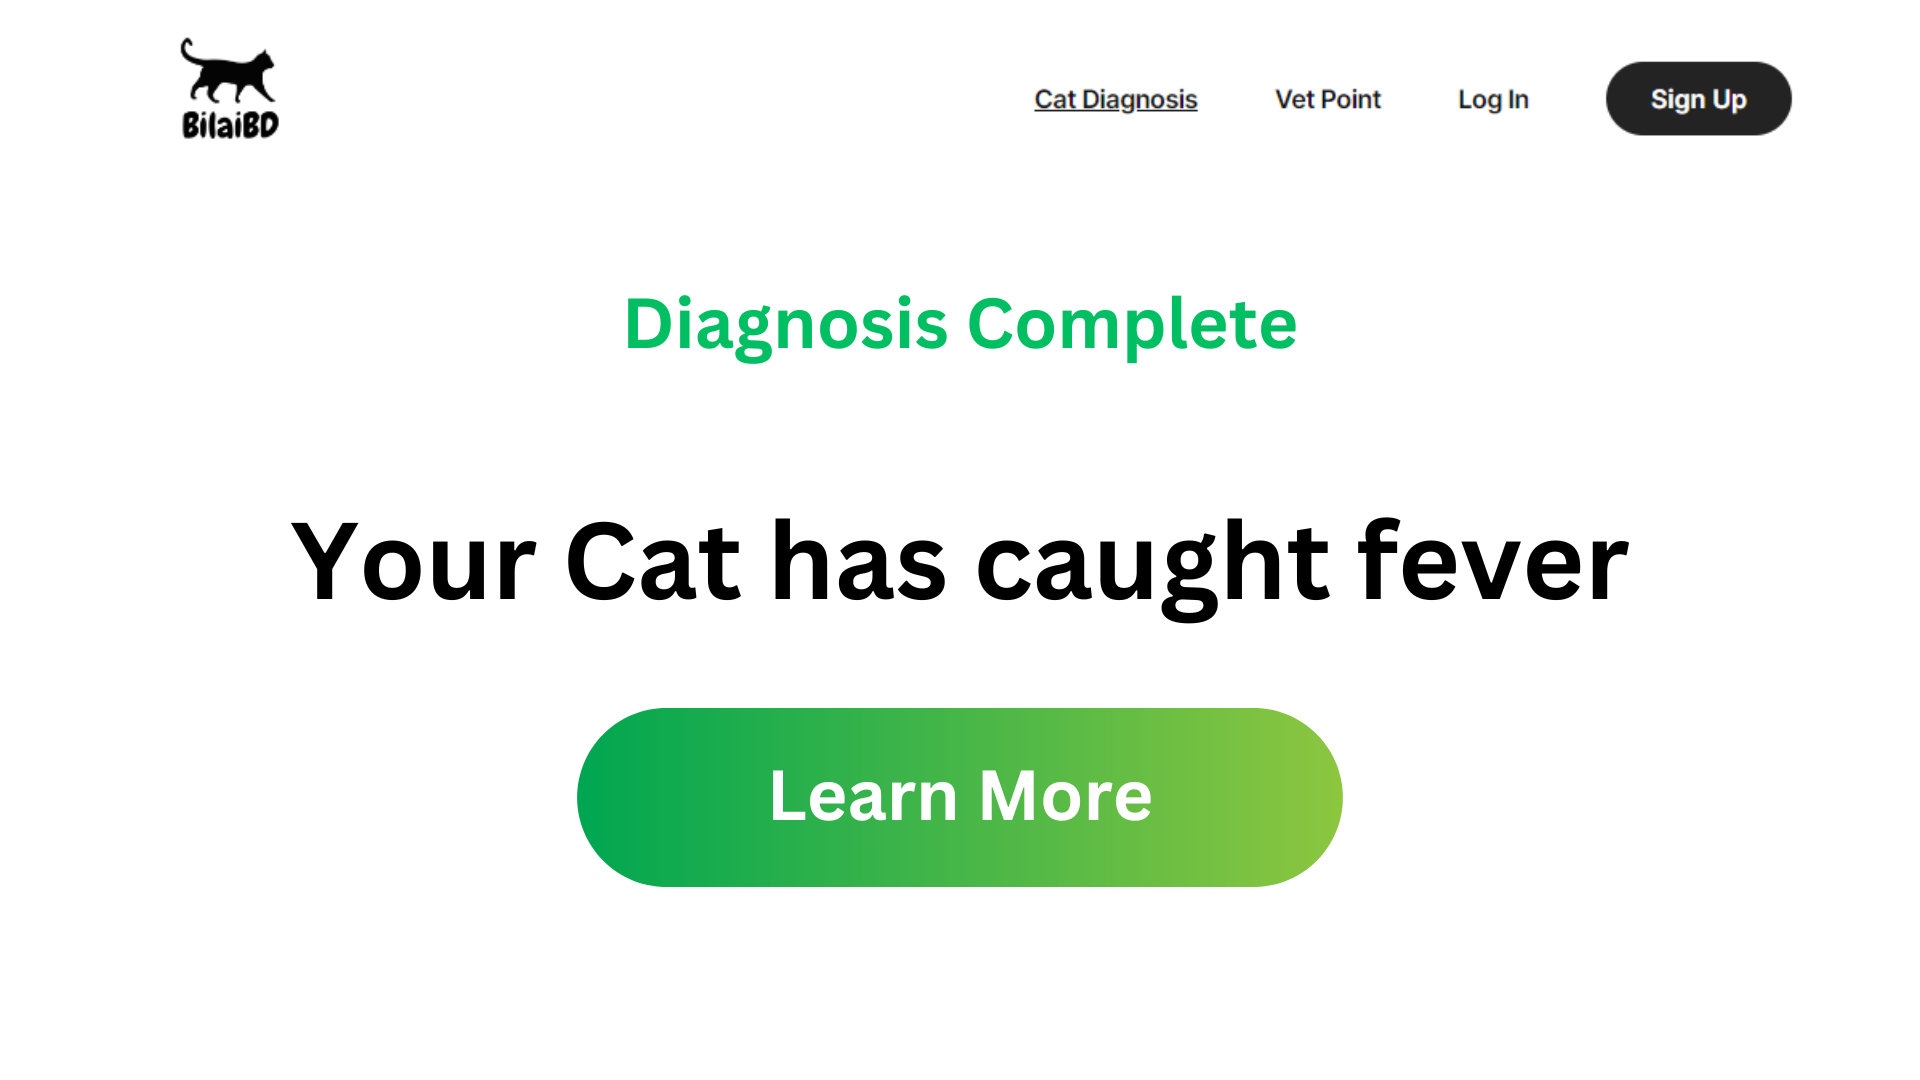 BilaiBD
Cat Diagnosis Vet Point Log In Sign Up
Diagnosis Complete
Your Cat has caught fever
Learn More